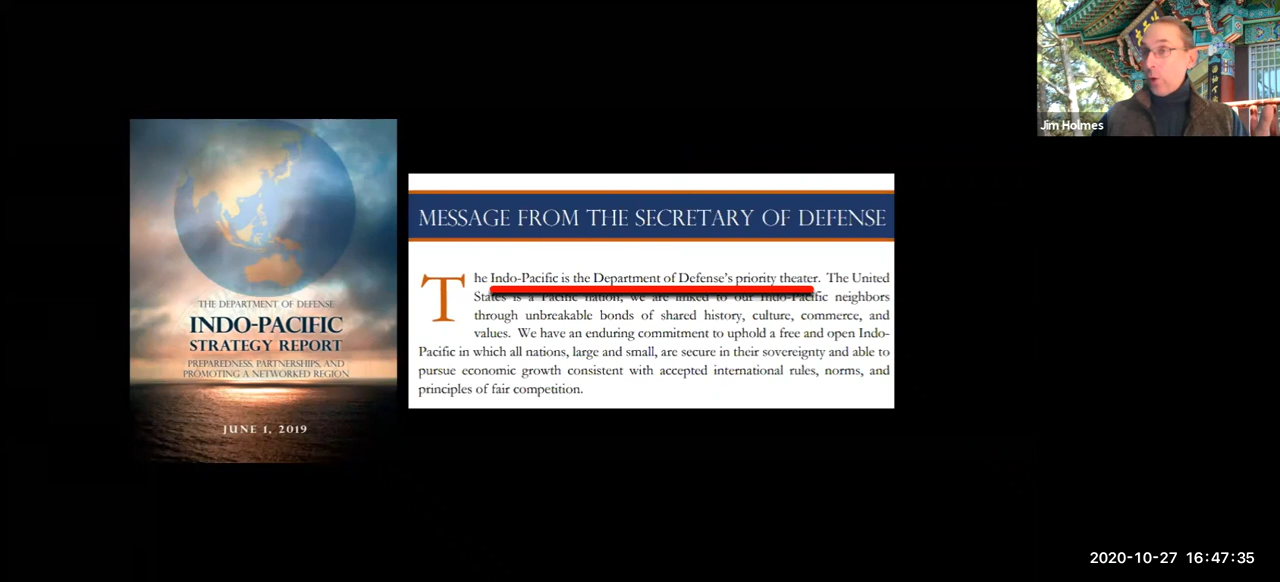 Jim Holmes
THE DEPARTMENT OF DEFENSE
INDO-PACIFIC
STRATEGY REPORT
PREPAREDNESS, PARTNERSHIPS, AND
PROMOTING A NETWORKED REGION
JUNE 1, 2019
MESSAGE FROM THE SECRETARY OF DEFENSE
The Indo-Pacific is the Department of Defense's priority theater. The United
States is a Pacific nation; we are linked to our Indo-Pacific neighbors
through unbreakable bonds of shared history, culture, commerce, and
values. We have an enduring commitment to uphold a free and open Indo-
Pacific in which all nations, large and small, are secure in their sovereignty and able to
pursue economic growth consistent with accepted international rules, norms, and
principles of fair competition.
2020-10-27 16:47:35